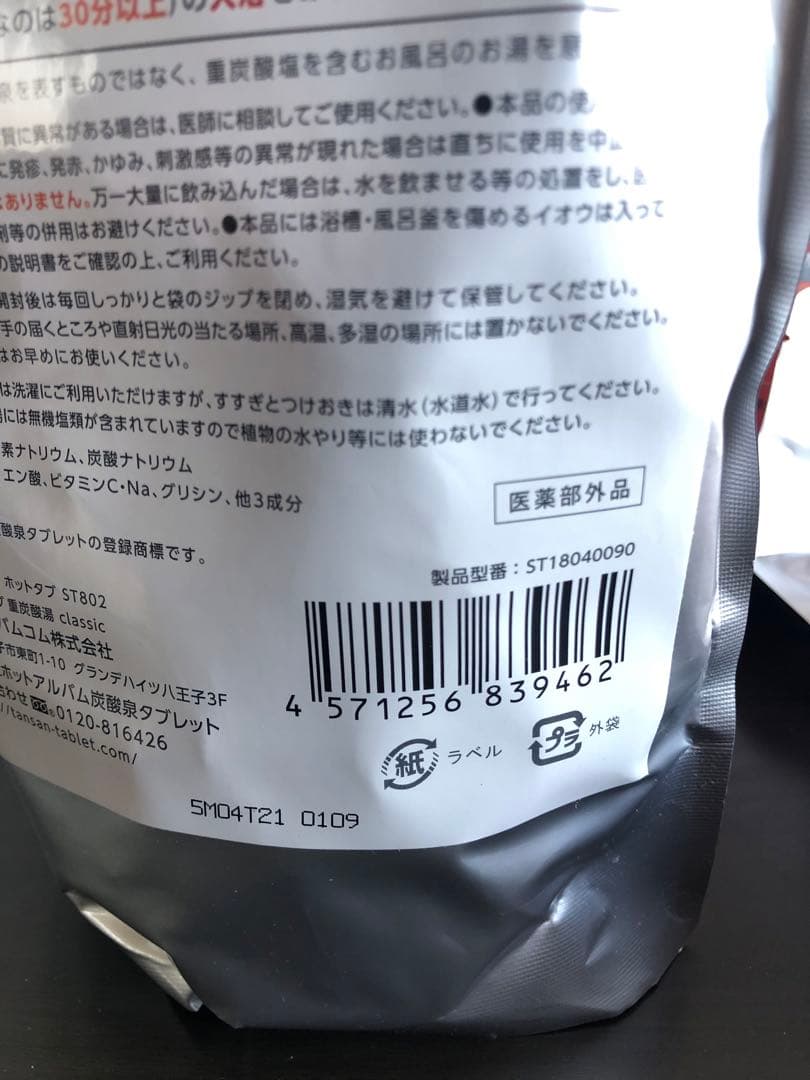 なのは30分以上)の入浴
泉を表すものではなく、重炭酸塩を含むお風呂のお湯を意
質に異常がある場合は、医師に相談してご使用ください。●本品の使
に発疹、発赤、かゆみ、刺激感等の異常が現れた場合は直ちに使用を中
ありません。万一大量に飲み込んだ場合は、水を飲ませる等の処置をし、
剤等の併用はお避けください。●本品には浴槽・風呂釜を傷めるイオウは入って
の説明書をご確認の上、ご利用ください。
開封後は毎回しっかりと袋のジップを閉め、湿気を避けて保管してください。
手の届くところや直射日光の当たる場所、高温、多湿の場所には置かないでください。
はお早めにお使いください。
は洗濯にご利用いただけますが、すすぎとつけおきは清水(水道水)で行ってください。
には無機塩類が含まれていますので植物の水やり等には使わないでください。
素ナトリウム、炭酸ナトリウム
エン酸、ビタミンC・Na、グリシン、他3成分
医薬部外品
酸泉タブレットの登録商標です。
製品型番：ST18040090
ホットタブ ST802
ブ 重炭酸湯 classic
バムコム株式会社
子市東町1-10 グランデハイツ八王子3F
ホットアルバム炭酸泉タブレット
合わせ 0120-816426
//tansan-tablet.com/
4 571256 839462
紙 ラベル
プラ 外袋
5M04T21 0109